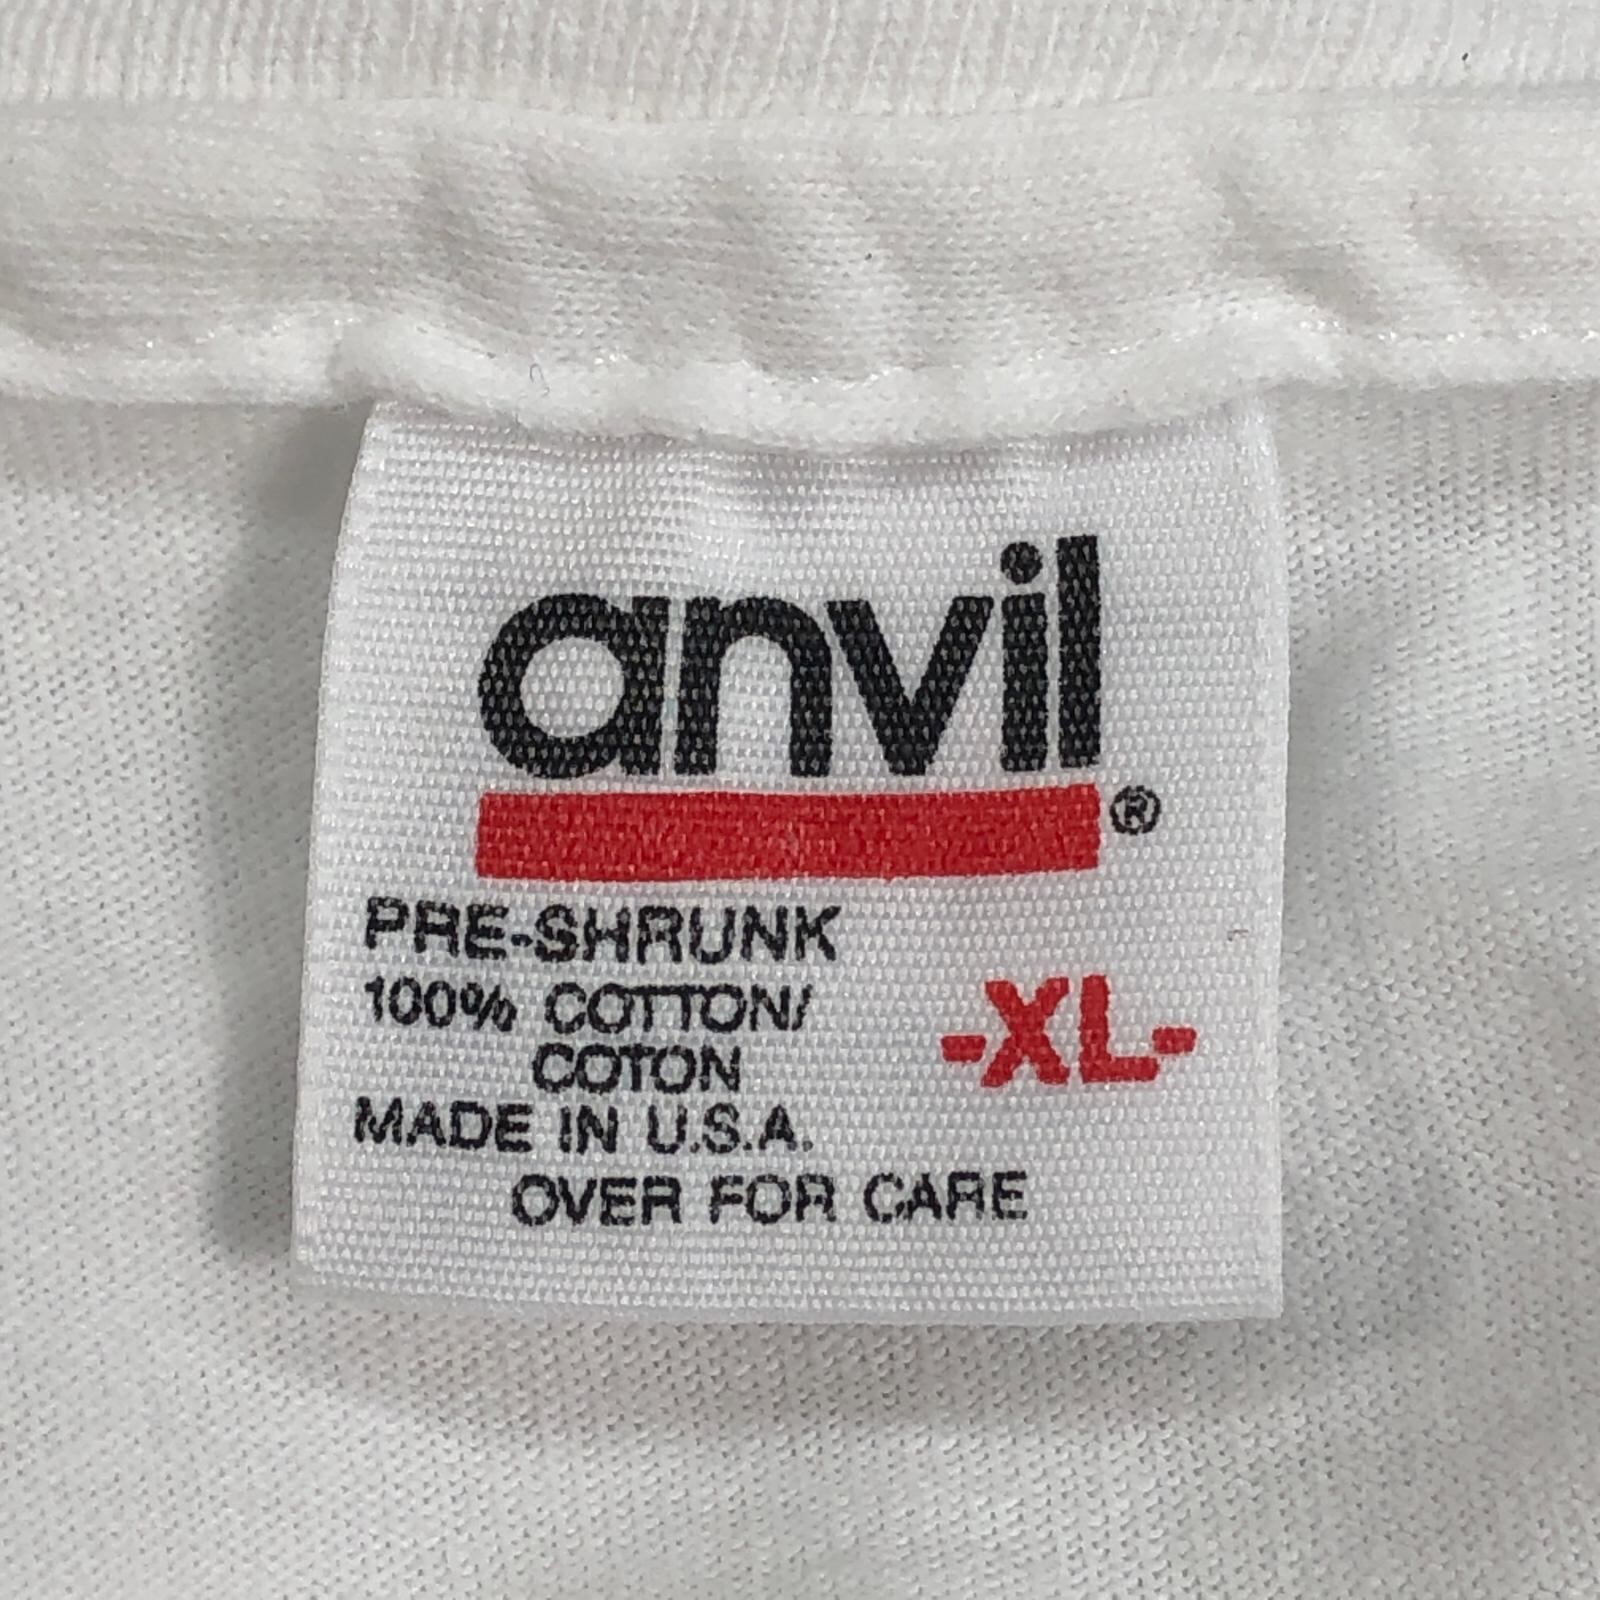 anvil®
PRE-SHRUNK
100% COTTON/
COTON
-XL-
MADE IN U.S.A.
OVER FOR CARE